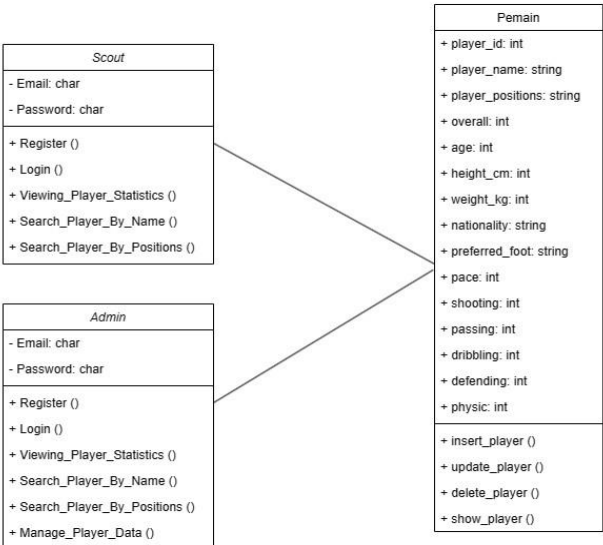 Scout
- Email: char
- Password: char
+ Register ()
+ Login ()
+ Viewing_Player_Statistics ()
+ Search_Player_By_Name ()
+ Search_Player_By_Positions ()
Admin
- Email: char
- Password: char
+ Register ()
+ Login ()
+ Viewing_Player_Statistics ()
+ Search_Player_By_Name ()
+ Search_Player_By_Positions ()
+ Manage_Player_Data ()
Pemain
+ player_id: int
+ player_name: string
+ player_positions: string
+ overall: int
+ age: int
+ height_cm: int
+ weight_kg: int
+ nationality: string
+ preferred_foot: string
+ pace: int
+ shooting: int
+ passing: int
+ dribbling: int
+ defending: int
+ physic: int
+ insert_player ()
+ update_player ()
+ delete_player ()
+ show_player ()